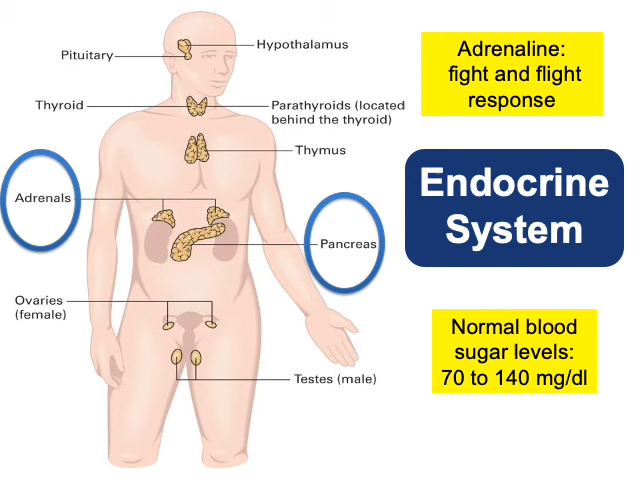 Hypothalamus
Pituitary
Thyroid
Parathyroids (located
behind the thyroid)
Thymus
Adrenals
Pancreas
Ovaries
(female)
Testes (male)
Adrenaline:
fight and flight
response
Endocrine
System
Normal blood
sugar levels:
70 to 140 mg/dl